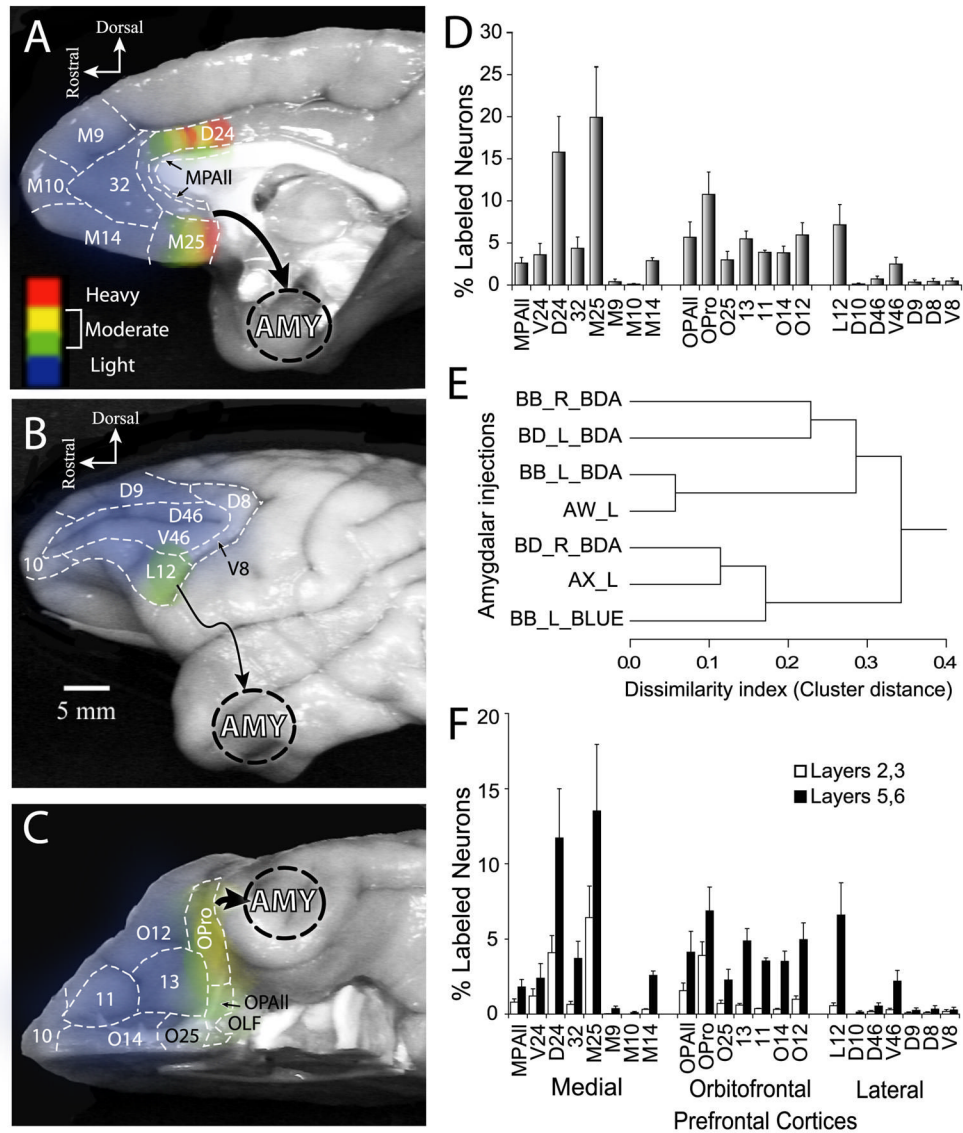 A
Dorsal
Rostral
M9
D24
MPAll
M10
32
M14
M25
Heavy
Moderate
Light
AMY
B
Dorsal
Rostral
D9
D8
D46
V46
10
L12
V8
5 mm
AMY
C
AMY
OPro
O12
13
11
OPAll
OLF
10
O14
O25
D
% Labeled Neurons
30
25
20
15
10
5
0
MPAll V24 D24 32 M25 M9 M10 M14 OPAll OPro O25 13 11 O14 O12 L12 D10 D46 V46 D9 D8 V8
E
Amygdalar injections
BB_R_BDA
BD_L_BDA
BB_L_BDA
AW_L
BD_R_BDA
AX_L
BB_L_BLUE
0.0 0.1 0.2 0.3 0.4
Dissimilarity index (Cluster distance)
F
% Labeled Neurons
20
15
10
5
0
Layers 2,3
Layers 5,6
MPAll V24 D24 32 M25 M9 M10 M14 OPAll OPro O25 13 11 O14 O12 L12 D10 D46 V46 D9 D8 V8
Medial Orbitofrontal Lateral
Prefrontal Cortices